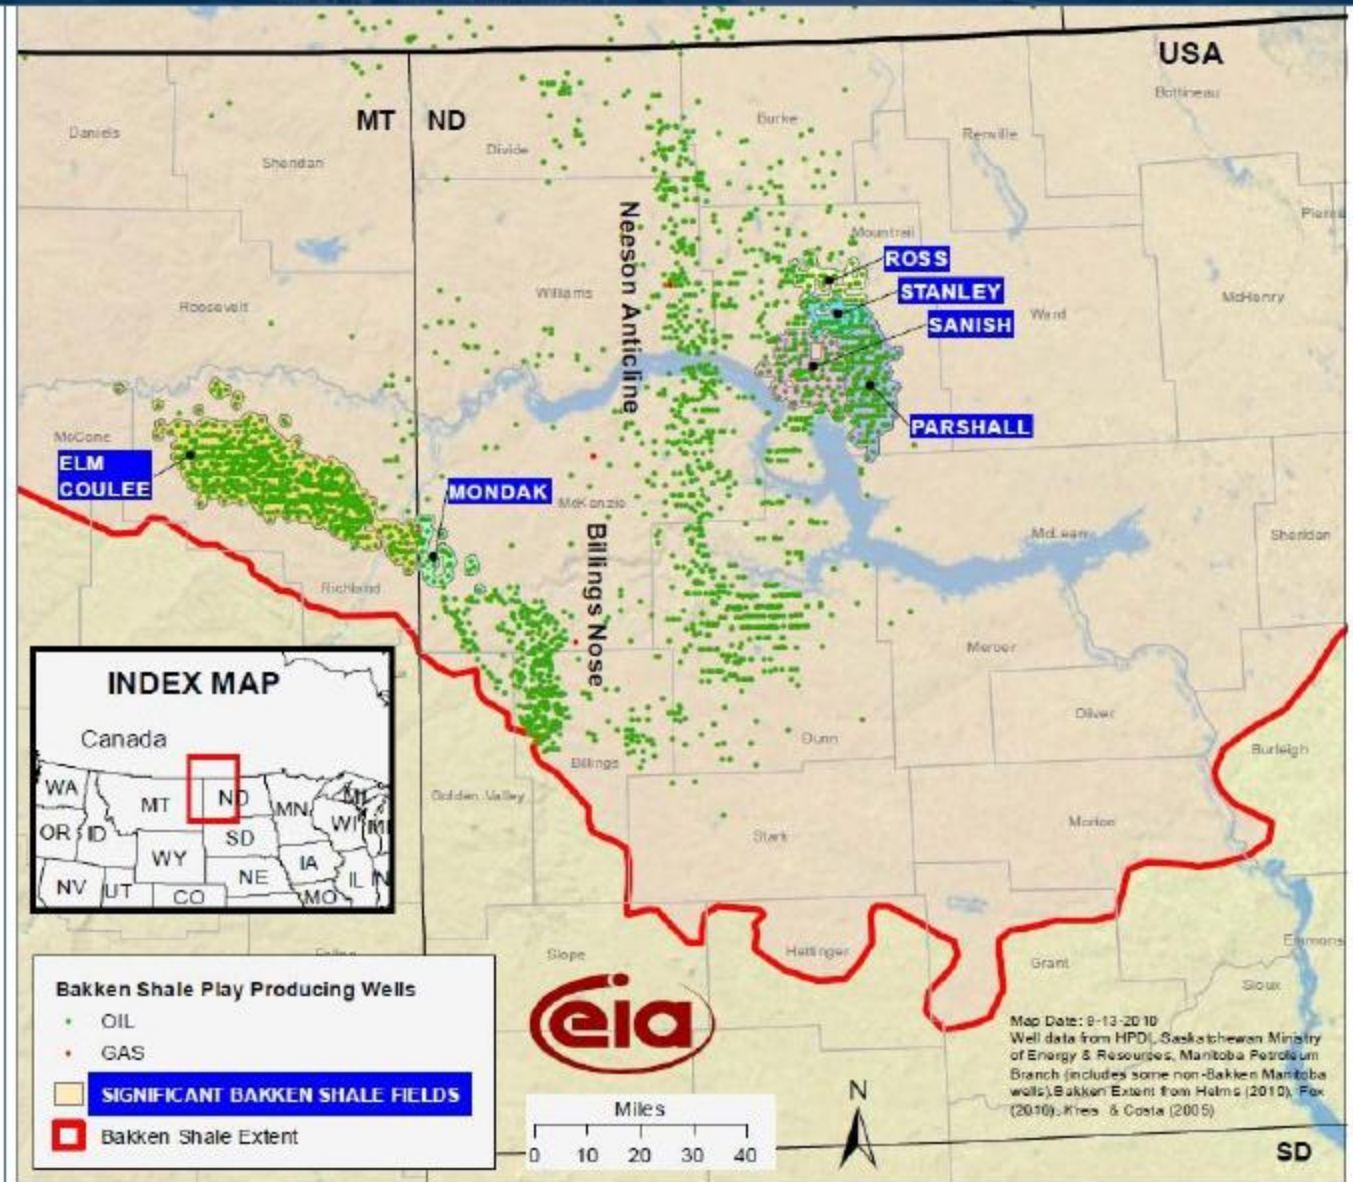 USA
MT
ND
Daniels
Sheridan
Divide
Burke
Renville
Bottineau
Neeson Anticline
Mountrail
ROSS
STANLEY
SANISH
PARSHALL
Roosevelt
Williams
Ward
McHenry
McCone
ELM
COULEE
MONDAK
McKenzie
Billings Nose
McLean
Sheridan
Richland
Mercer
Oliver
Dunn
Burleigh
Billings
Golden Valley
Stark
Morton
Slope
Hettinger
Grant
Emmons
Sioux
INDEX MAP
Canada
WA
MT
ND
MN
MI
OR
ID
SD
WI
WY
IA
NV
UT
NE
IL
IN
CO
MO
Bakken Shale Play Producing Wells
OIL
GAS
SIGNIFICANT BAKKEN SHALE FIELDS
Bakken Shale Extent
eia
Miles
0 10 20 30 40
N
Map Date: 9-13-2010
Well data from HPDI, Saskatchewan Ministry
of Energy & Resources, Manitoba Petroleum
Branch (includes some non-Bakken Manitoba
wells).Bakken Extent from Helms (2010), Fox
(2010), Kreis & Costa (2005)
SD